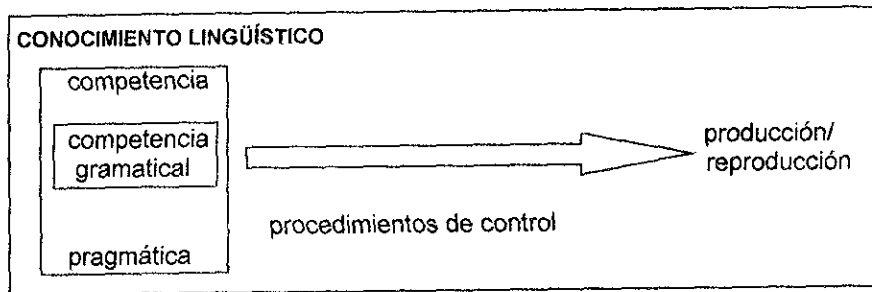 CONOCIMIENTO LINGÜÍSTICO
competencia
competencia
gramatical
pragmática
procedimientos de control
producción/
reproducción